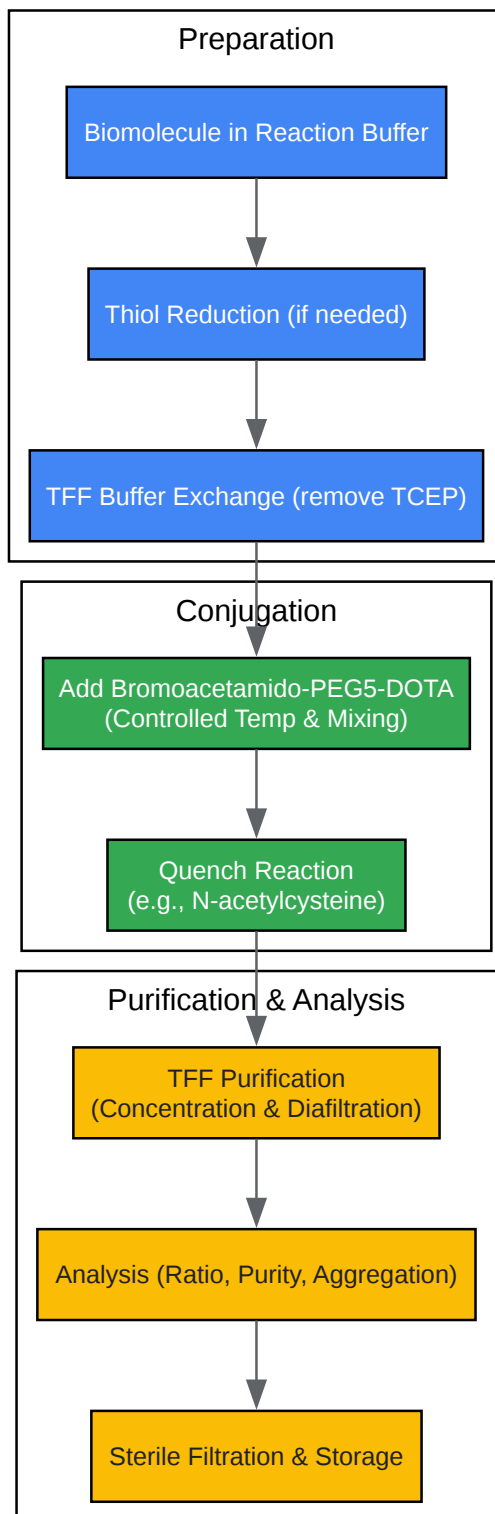 Preparation
Biomolecule in Reaction Buffer
Thiol Reduction (if needed)
TFF Buffer Exchange (remove TCEP)
Conjugation
Add Bromoacetamido-PEG5-DOTA
(Controlled Temp & Mixing)
Quench Reaction
(e.g., N-acetylcysteine)
Purification & Analysis
TFF Purification
(Concentration & Diafiltration)
Analysis (Ratio, Purity, Aggregation)
Sterile Filtration & Storage